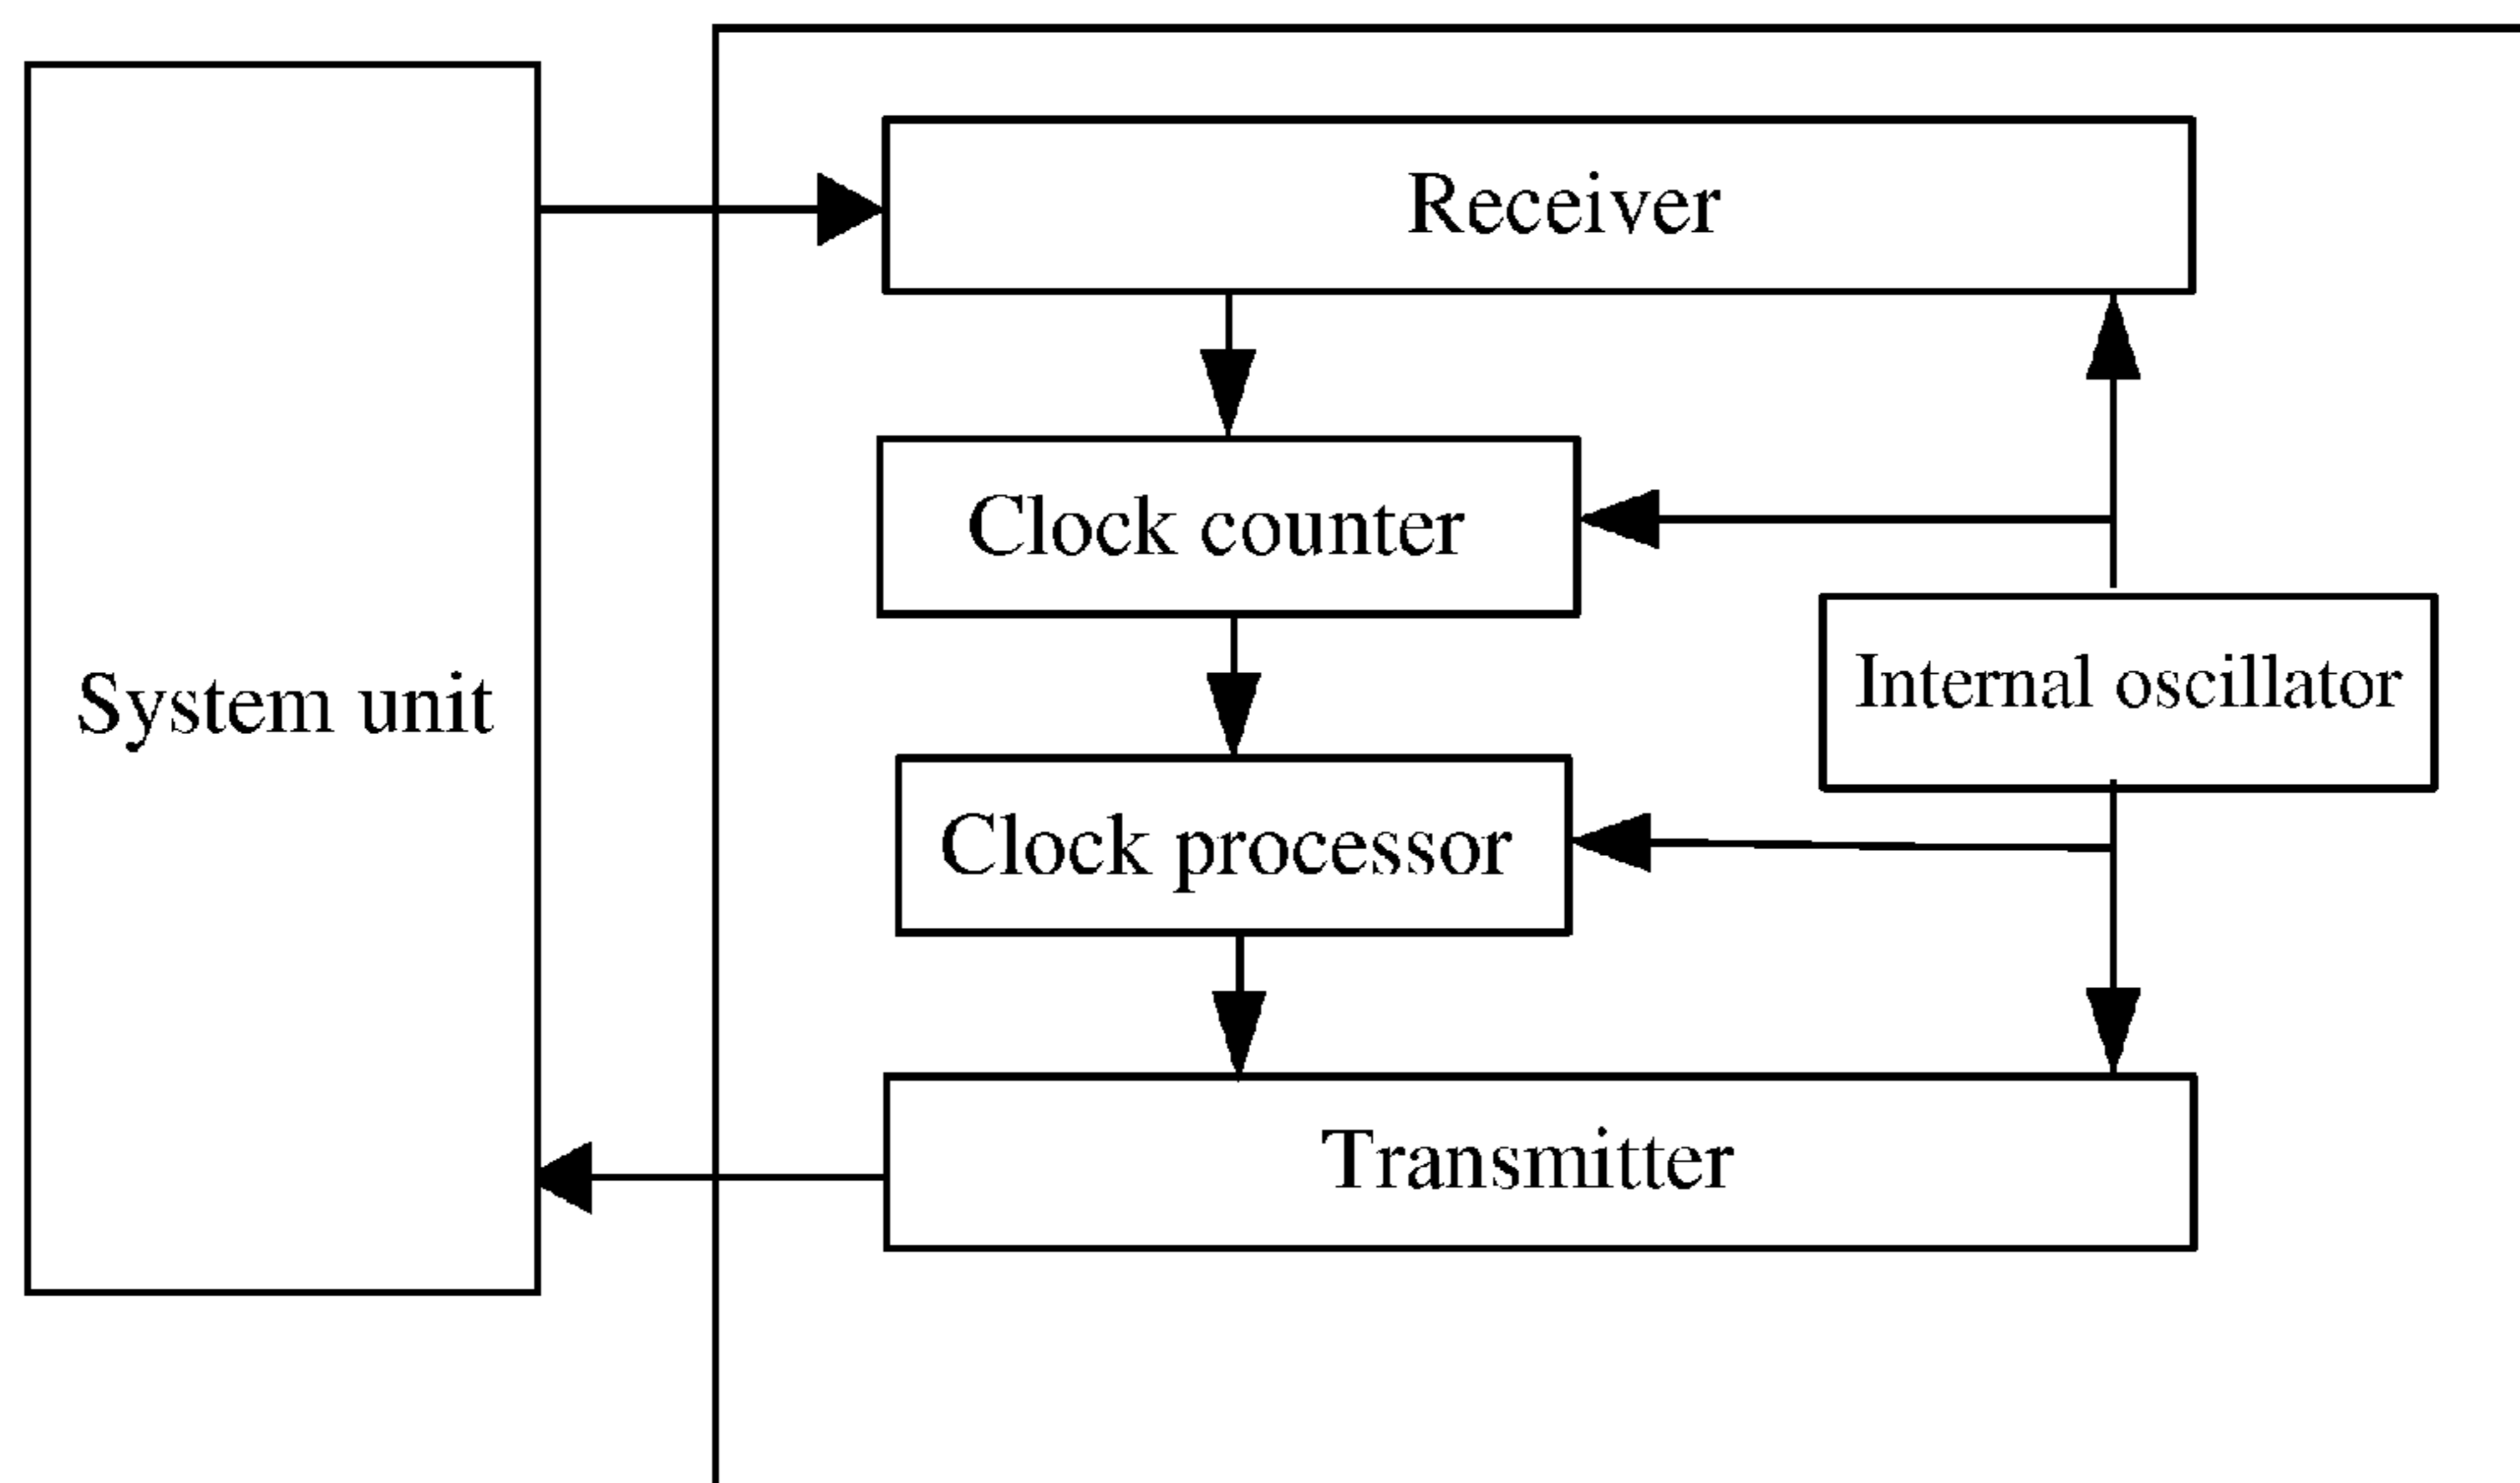 Receiver
Clock counter
System unit
Internal oscillator
Clock processor
Transmitter